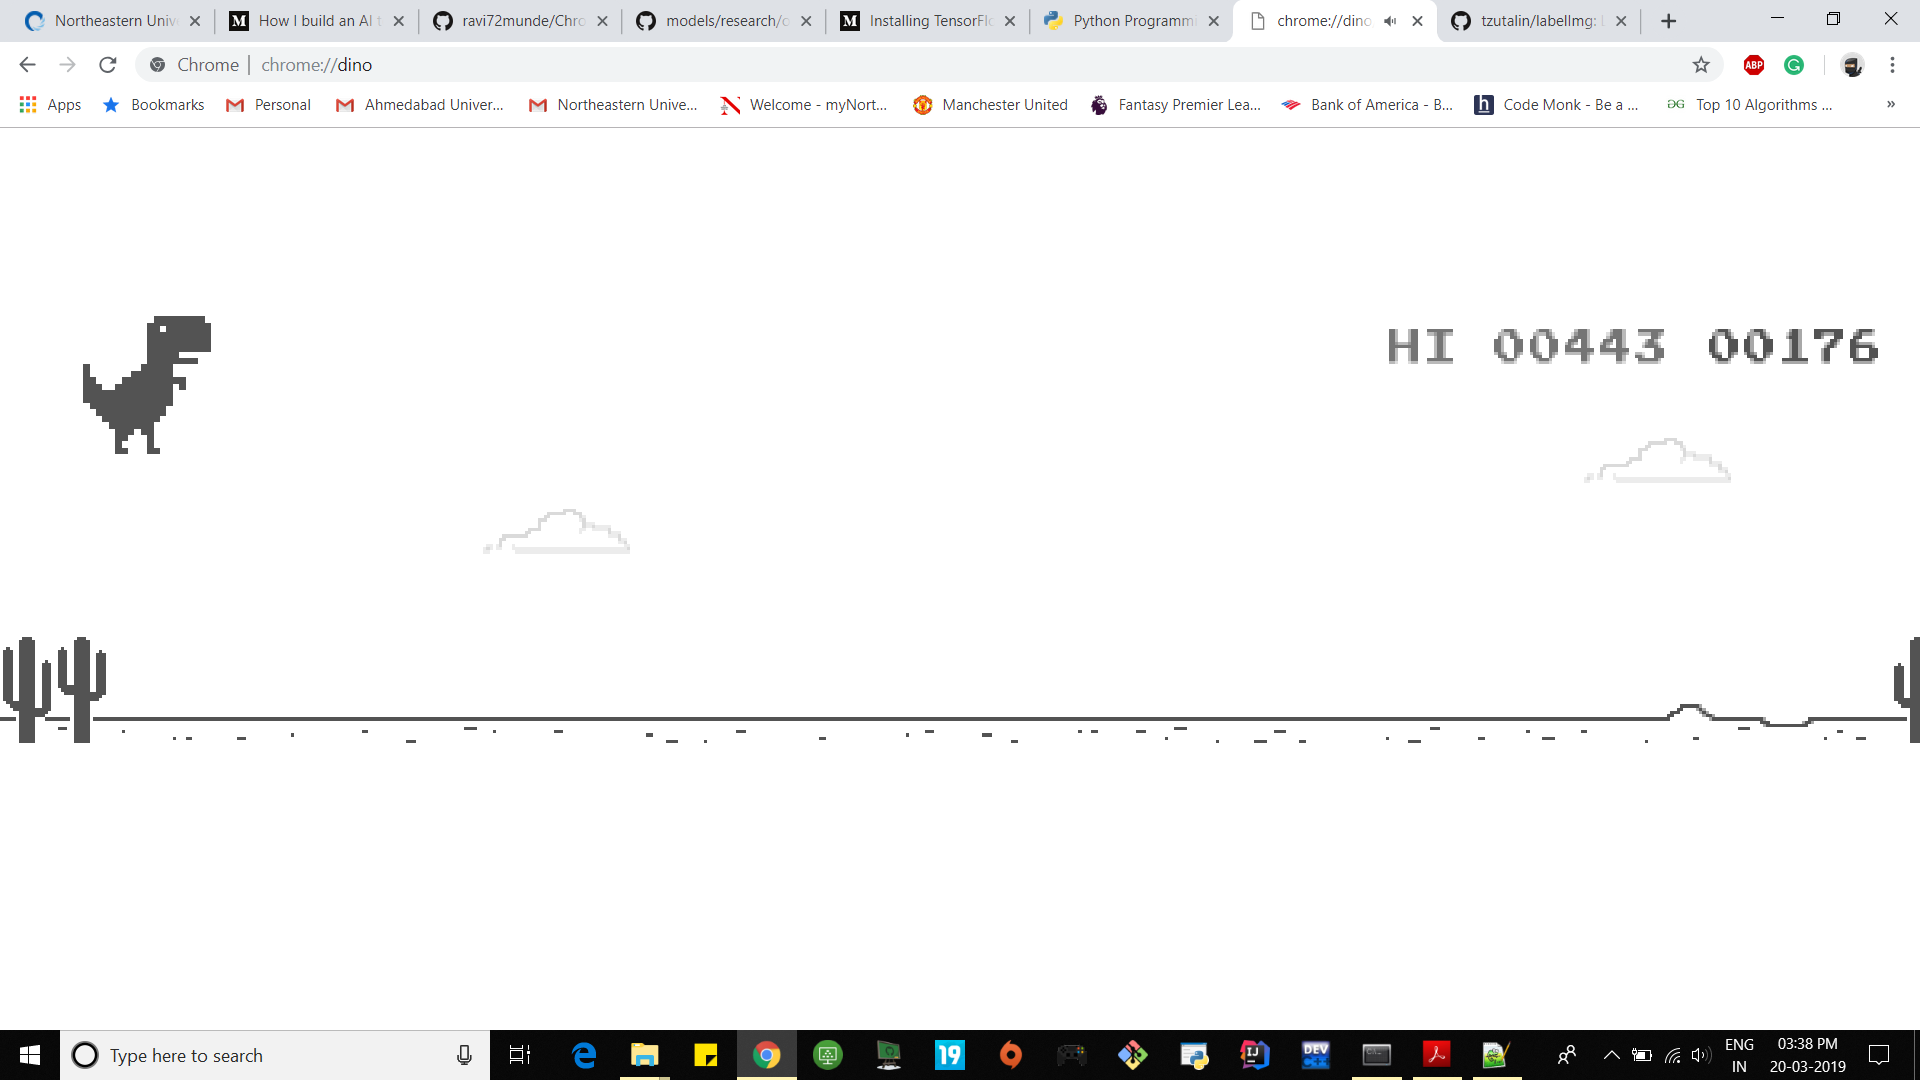 Northeastern Univ
How I build an AI t
ravi72munde/Chro
models/research/o
Installing TensorFlo
Python Programmi
chrome://dino
tzutalin/labelImg: L
Chrome | chrome://dino
ABP
G
Apps
Bookmarks
Personal
Ahmedabad Univer...
Northeastern Unive...
Welcome - myNort...
Manchester United
Fantasy Premier Lea...
Bank of America - B...
Code Monk - Be a ...
Top 10 Algorithms ...
»
HI 00443 00176
Type here to search
19
IJ
DEV
ENG
IN
03:38 PM
20-03-2019